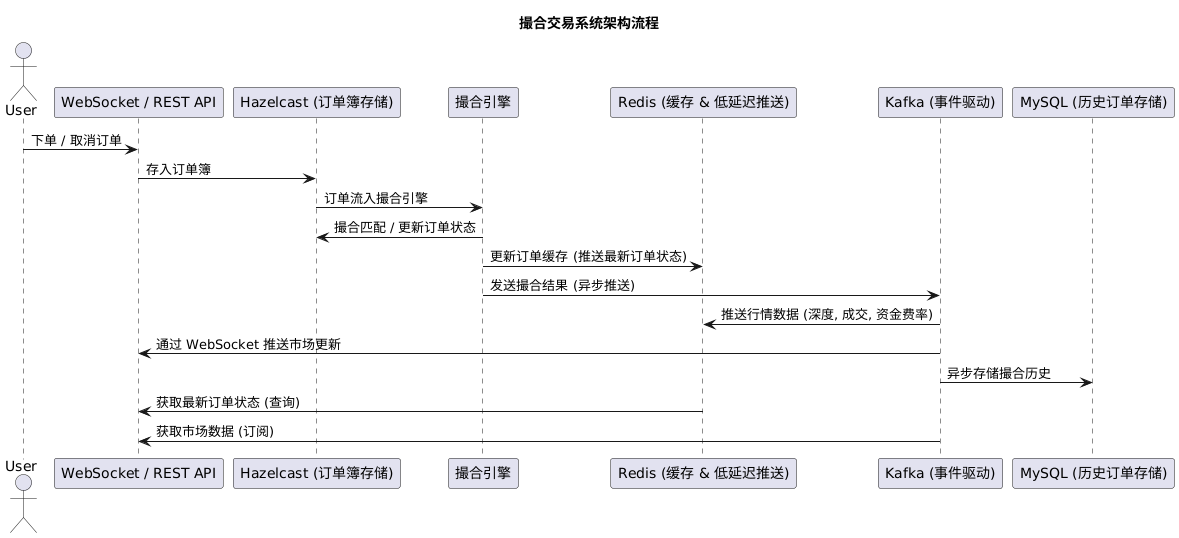 撮合交易系统架构流程
User
WebSocket / REST API
Hazelcast (订单簿存储)
撮合引擎
Redis (缓存 & 低延迟推送)
Kafka (事件驱动)
MySQL (历史订单存储)
下单 / 取消订单
存入订单簿
订单流入撮合引擎
撮合匹配 / 更新订单状态
更新订单缓存 (推送最新订单状态)
发送撮合结果 (异步推送)
推送行情数据 (深度, 成交, 资金费率)
通过 WebSocket 推送市场更新
异步存储撮合历史
获取最新订单状态 (查询)
获取市场数据 (订阅)
User
WebSocket / REST API
Hazelcast (订单簿存储)
撮合引擎
Redis (缓存 & 低延迟推送)
Kafka (事件驱动)
MySQL (历史订单存储)